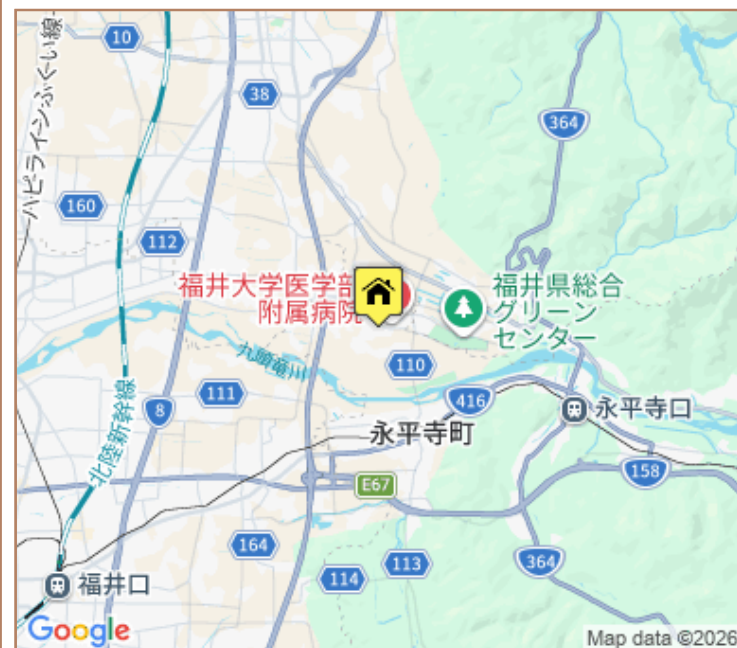 10
38
ハピラインふくい線
364
160
112
福井大学医学部
附属病院
福井県総合
グリーン
センター
九頭竜川
110
111
416
8
北陸新幹線
永平寺口
永平寺町
158
E67
164
364
113
114
福井口
Google
Map data ©2026